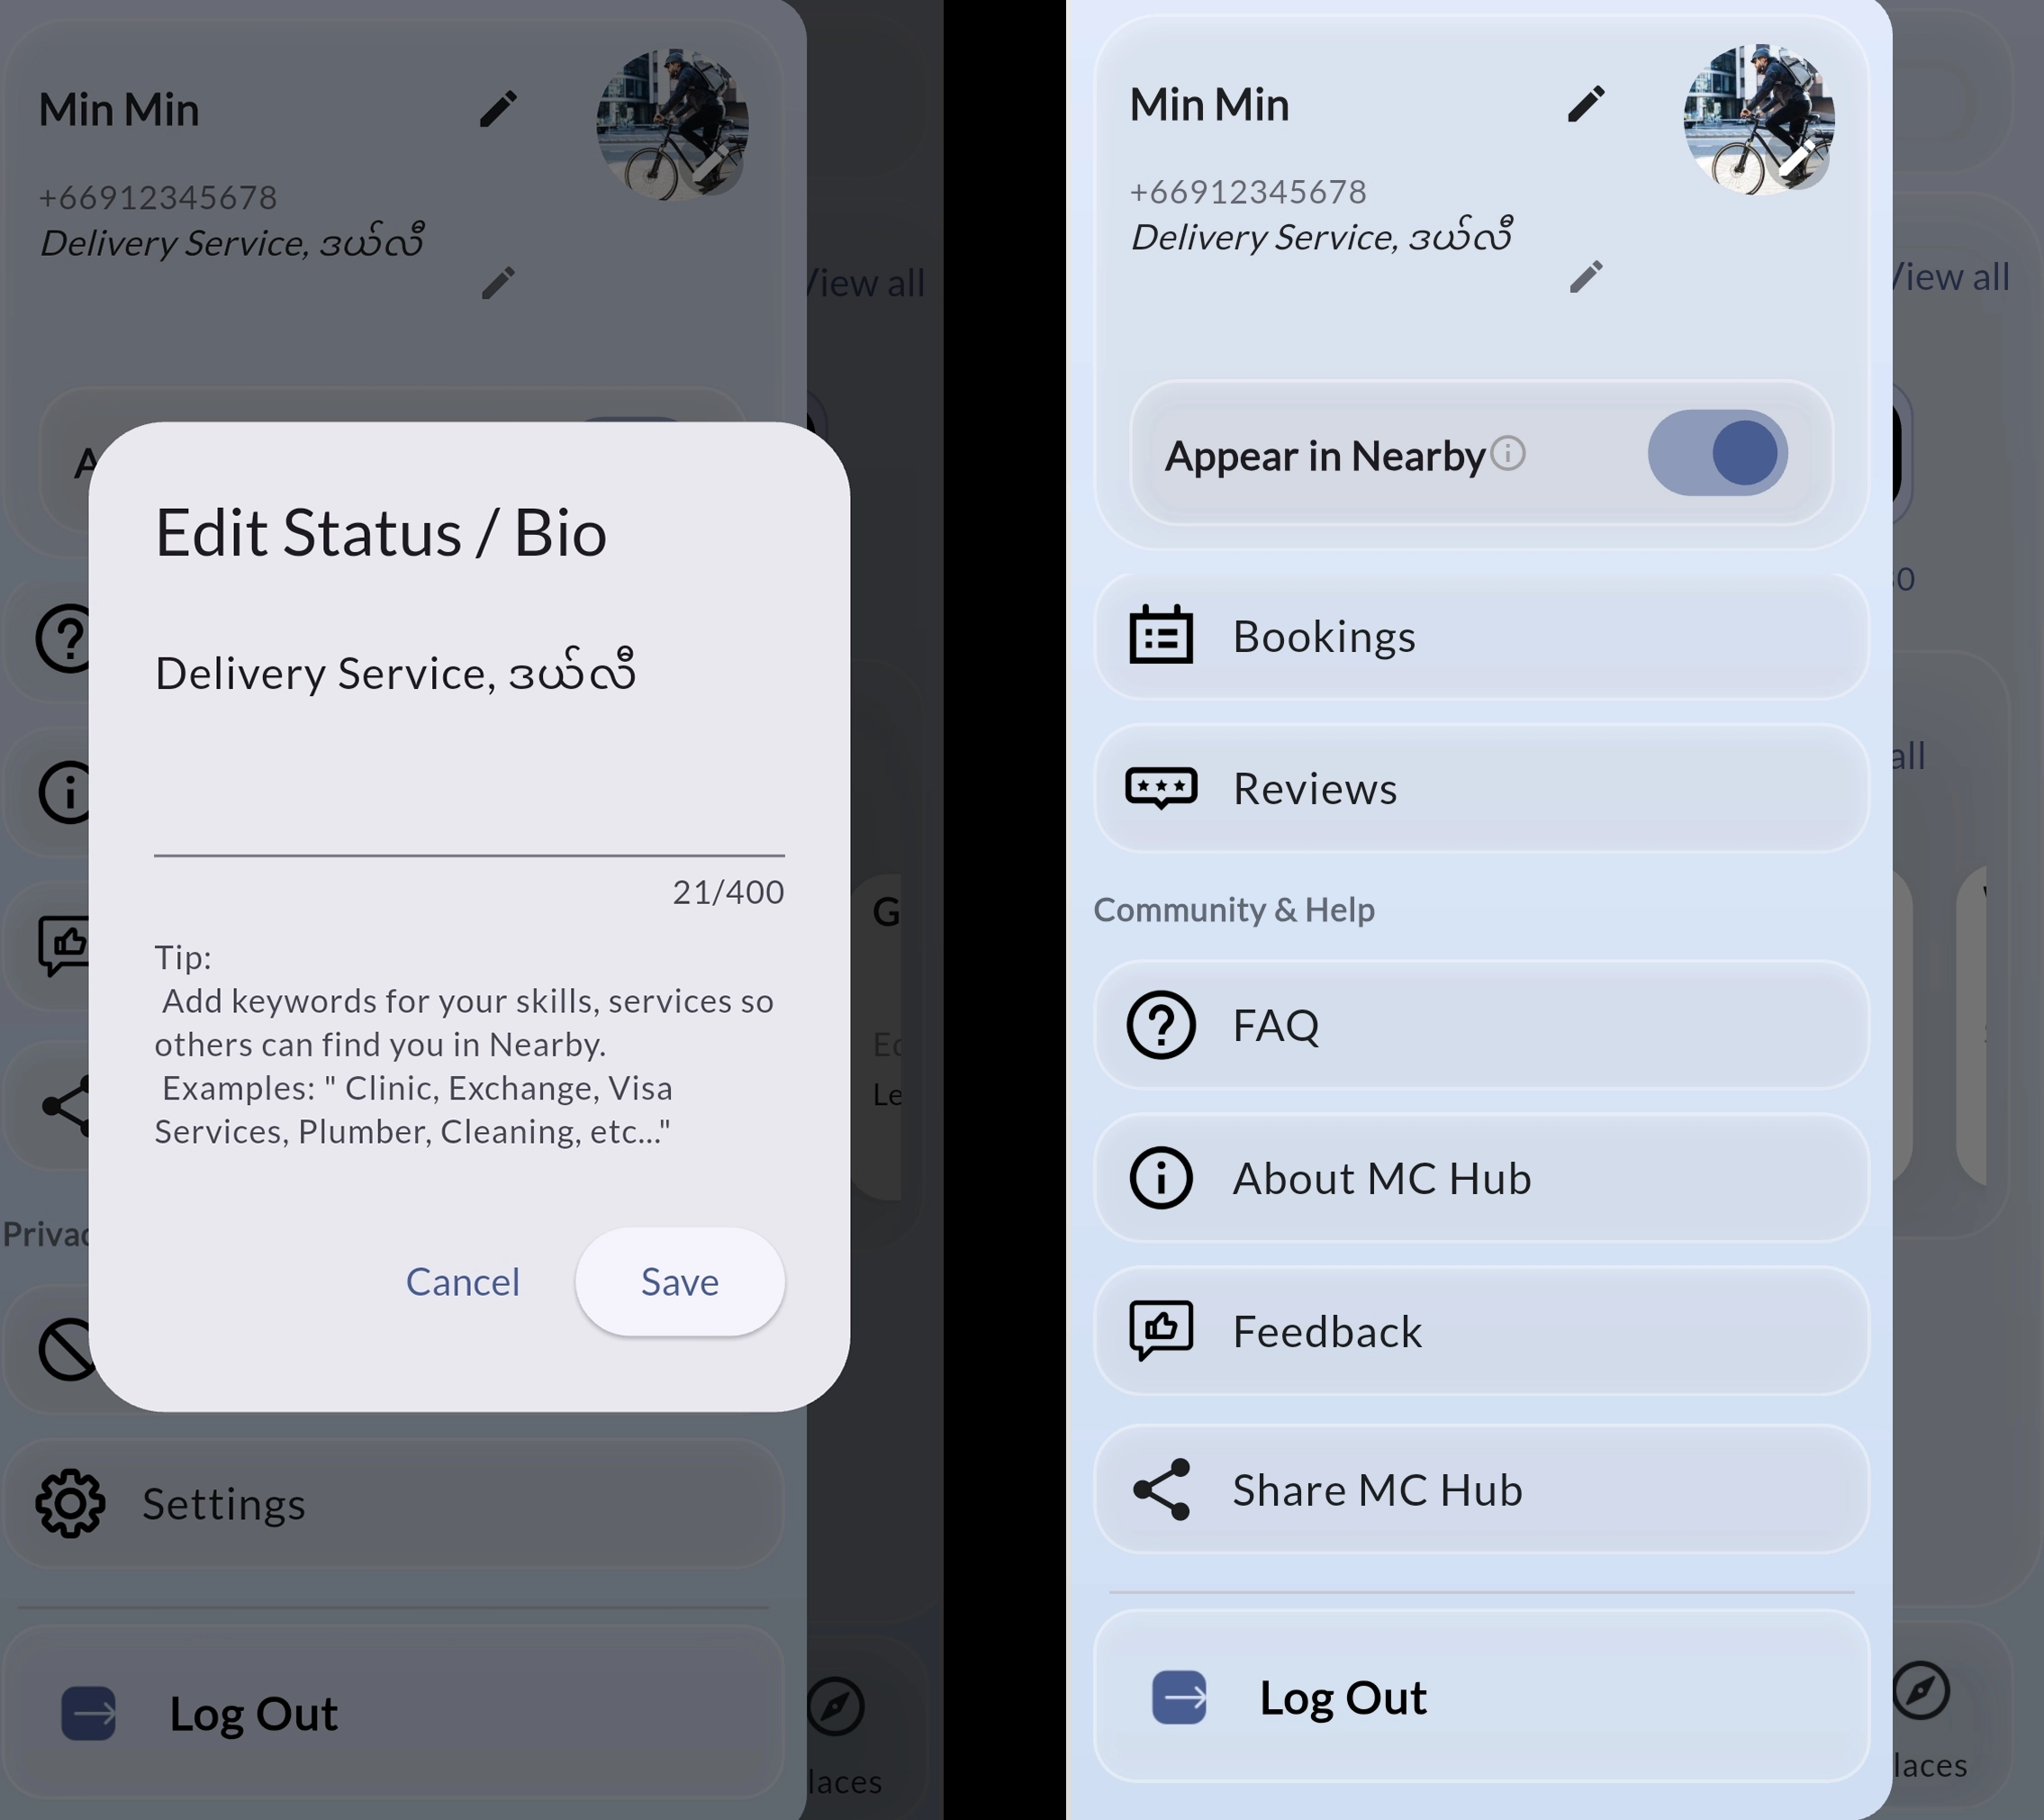 Min Min
+66912345678
Delivery Service, ဒယ်လီ
View all
A
Edit Status / Bio
Delivery Service, ဒယ်လီ
21/400
Tip:
Add keywords for your skills, services so
others can find you in Nearby.
Examples: " Clinic, Exchange, Visa
Services, Plumber, Cleaning, etc..."
Cancel
Save
G
Ed
Le
Privac
Settings
Log Out
laces
Min Min
+66912345678
Delivery Service, ဒယ်လီ
View all
Appear in Nearby
Bookings
Reviews
all
Community & Help
FAQ
About MC Hub
Feedback
Share MC Hub
Log Out
laces